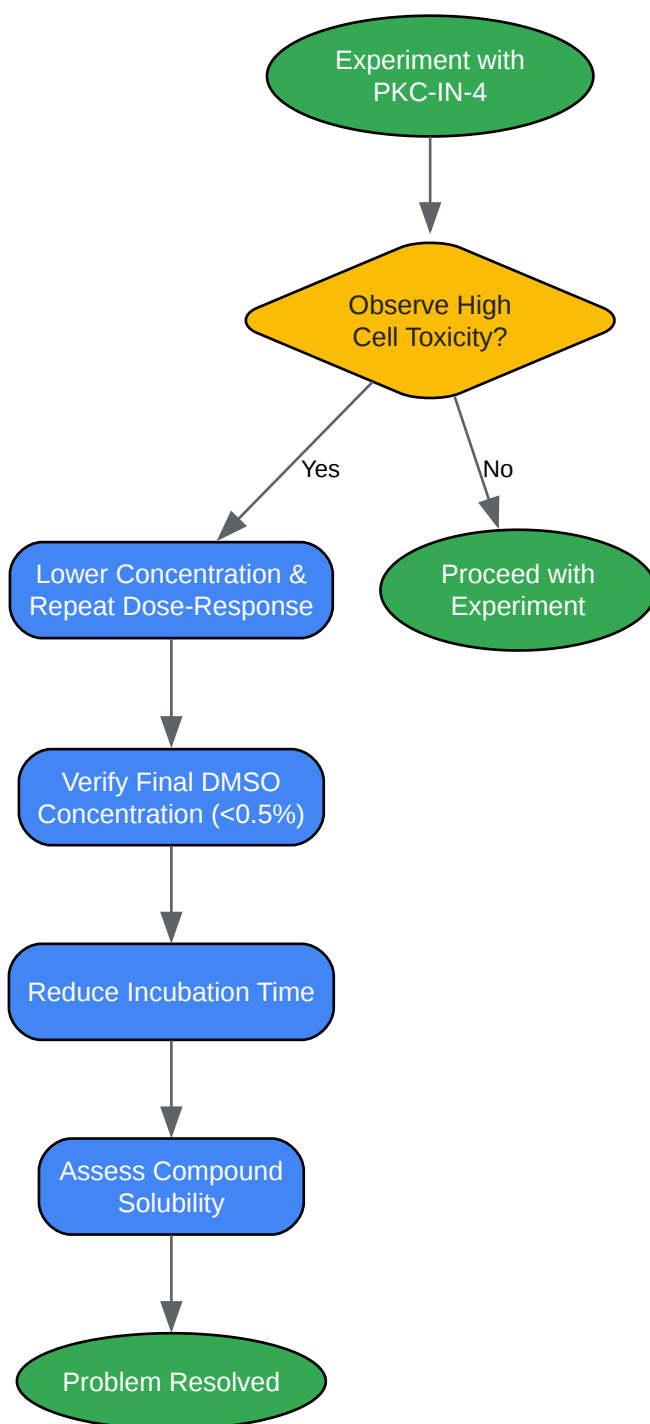 Experiment with
PKC-IN-4
Observe High
Cell Toxicity?
Yes
No
Lower Concentration &
Repeat Dose-Response
Proceed with
Experiment
Verify Final DMSO
Concentration (<0.5%)
Reduce Incubation Time
Assess Compound
Solubility
Problem Resolved